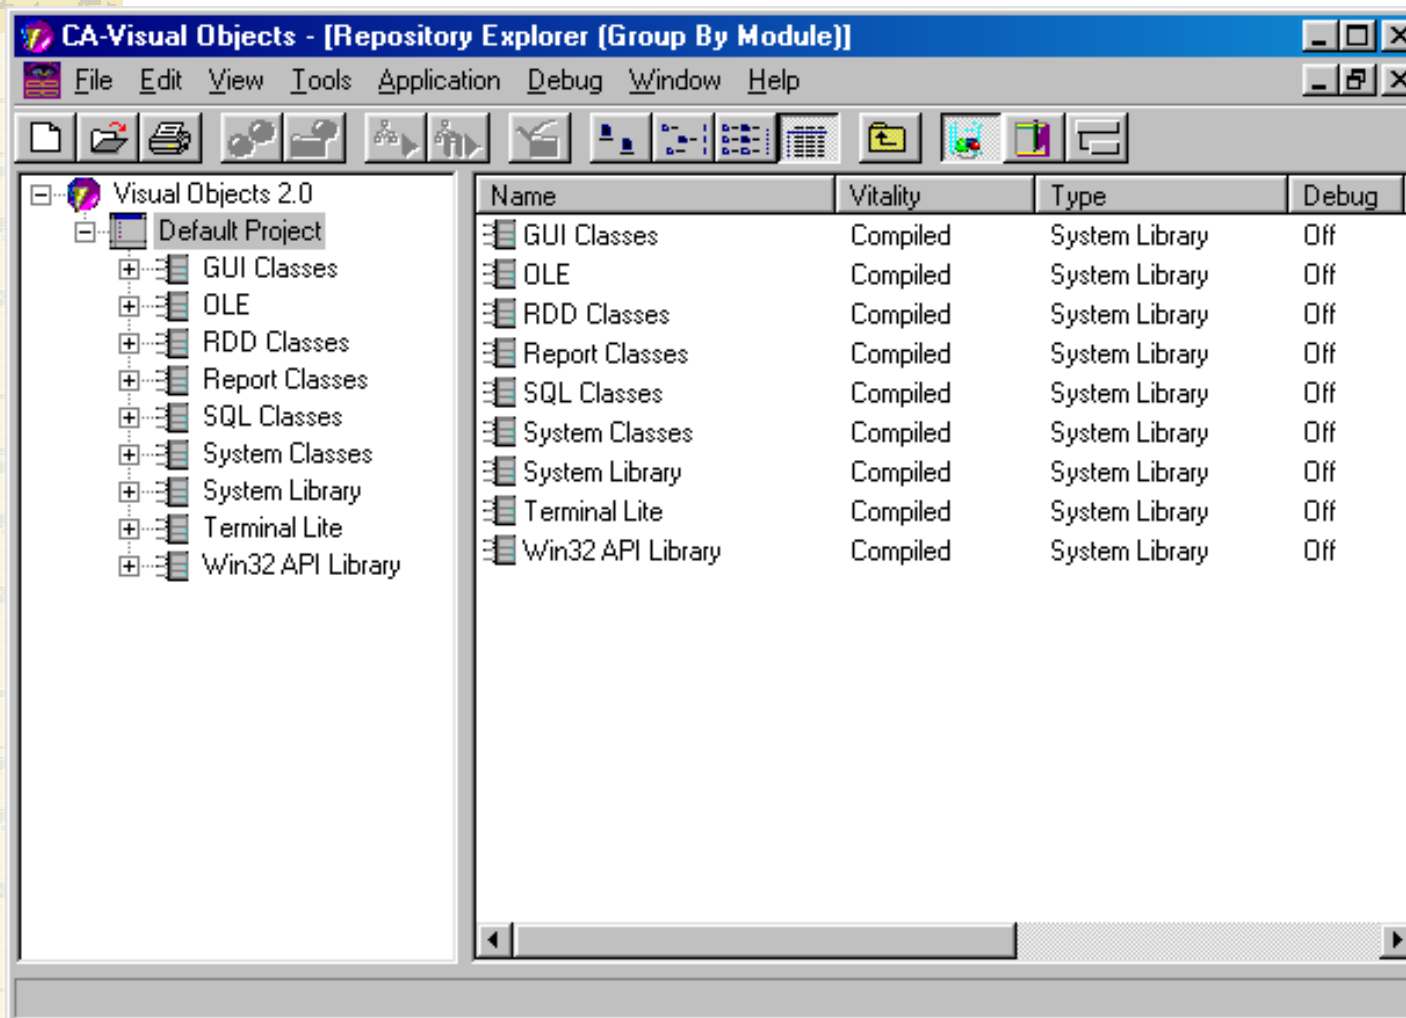 CA-Visual Objects - [Repository Explorer (Group By Module)]
File Edit View Tools Application Debug Window Help
Visual Objects 2.0
Default Project
GUI Classes
OLE
RDD Classes
Report Classes
SQL Classes
System Classes
System Library
Terminal Lite
Win32 API Library
Name Vitality Type Debug
GUI Classes Compiled System Library Off
OLE Compiled System Library Off
RDD Classes Compiled System Library Off
Report Classes Compiled System Library Off
SQL Classes Compiled System Library Off
System Classes Compiled System Library Off
System Library Compiled System Library Off
Terminal Lite Compiled System Library Off
Win32 API Library Compiled System Library Off